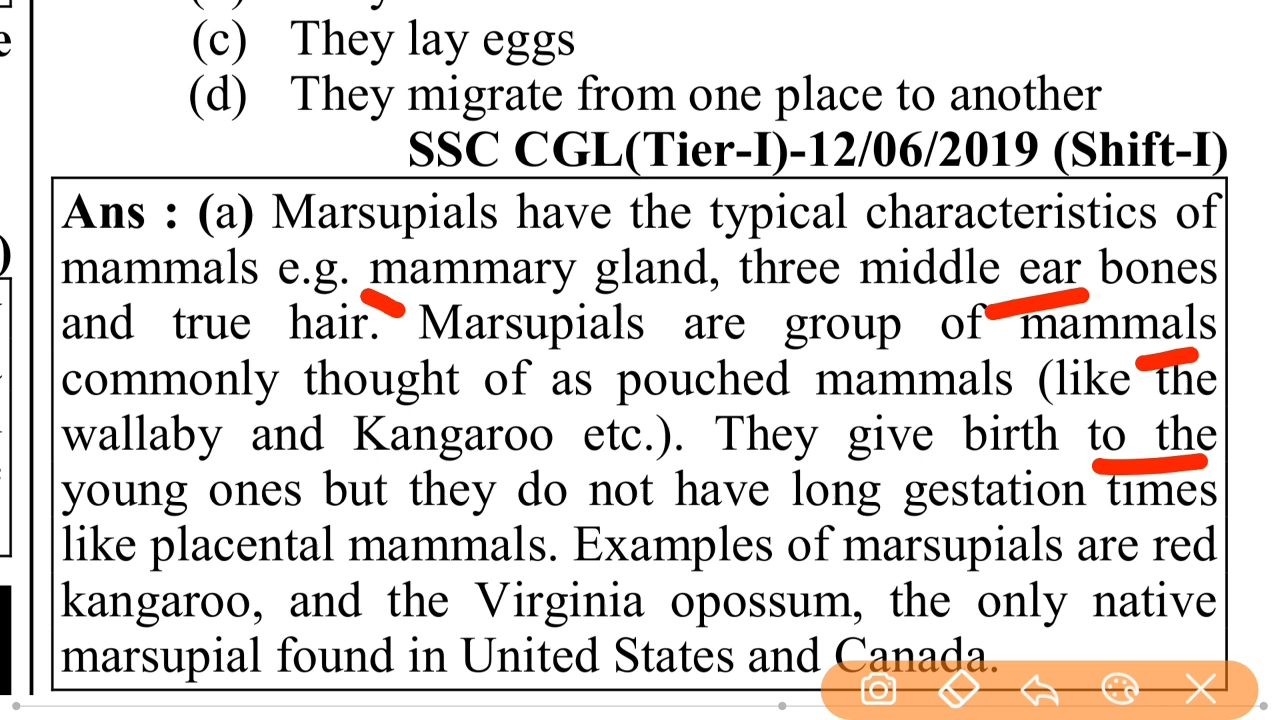 (c) They lay eggs
(d) They migrate from one place to another
SSC CGL(Tier-I)-12/06/2019 (Shift-I)
Ans : (a) Marsupials have the typical characteristics of
mammals e.g. mammary gland, three middle ear bones
and true hair. Marsupials are group of mammals
commonly thought of as pouched mammals (like the
wallaby and Kangaroo etc.). They give birth to the
young ones but they do not have long gestation times
like placental mammals. Examples of marsupials are red
kangaroo, and the Virginia opossum, the only native
marsupial found in United States and Canada.